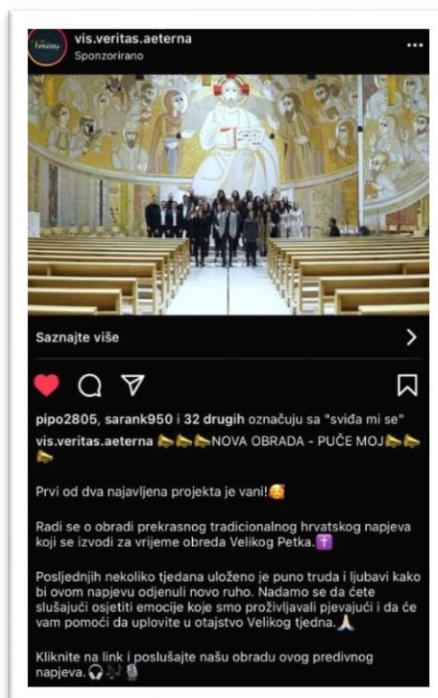 Veritas
vis.veritas.aeterna
Sponzorirano
Saznajte više
pipo2805, sarank950 i 32 drugih označuju sa "sviđa mi se"
vis.veritas.aeterna 📣📣📣NOVA OBRADA - PUČE MOJ📣📣
📣
Prvi od dva najavljena projekta je vani!🥰
Radi se o obradi prekrasnog tradicionalnog hrvatskog napjeva
koji se izvodi za vrijeme obreda Velikog Petka.✝️
Posljednjih nekoliko tjedana uloženo je puno truda i ljubavi kako
bi ovom napjevu odjenuli novo ruho. Nadamo se da ćete
slušajući osjetiti emocije koje smo proživljavali pjevajući i da će
vam pomoći da uplovite u otajstvo Velikog tjedna.🙏🏻
Kliknite na link i poslušajte našu obradu ovog predivnog
napjeva.🎧🎶🎙️